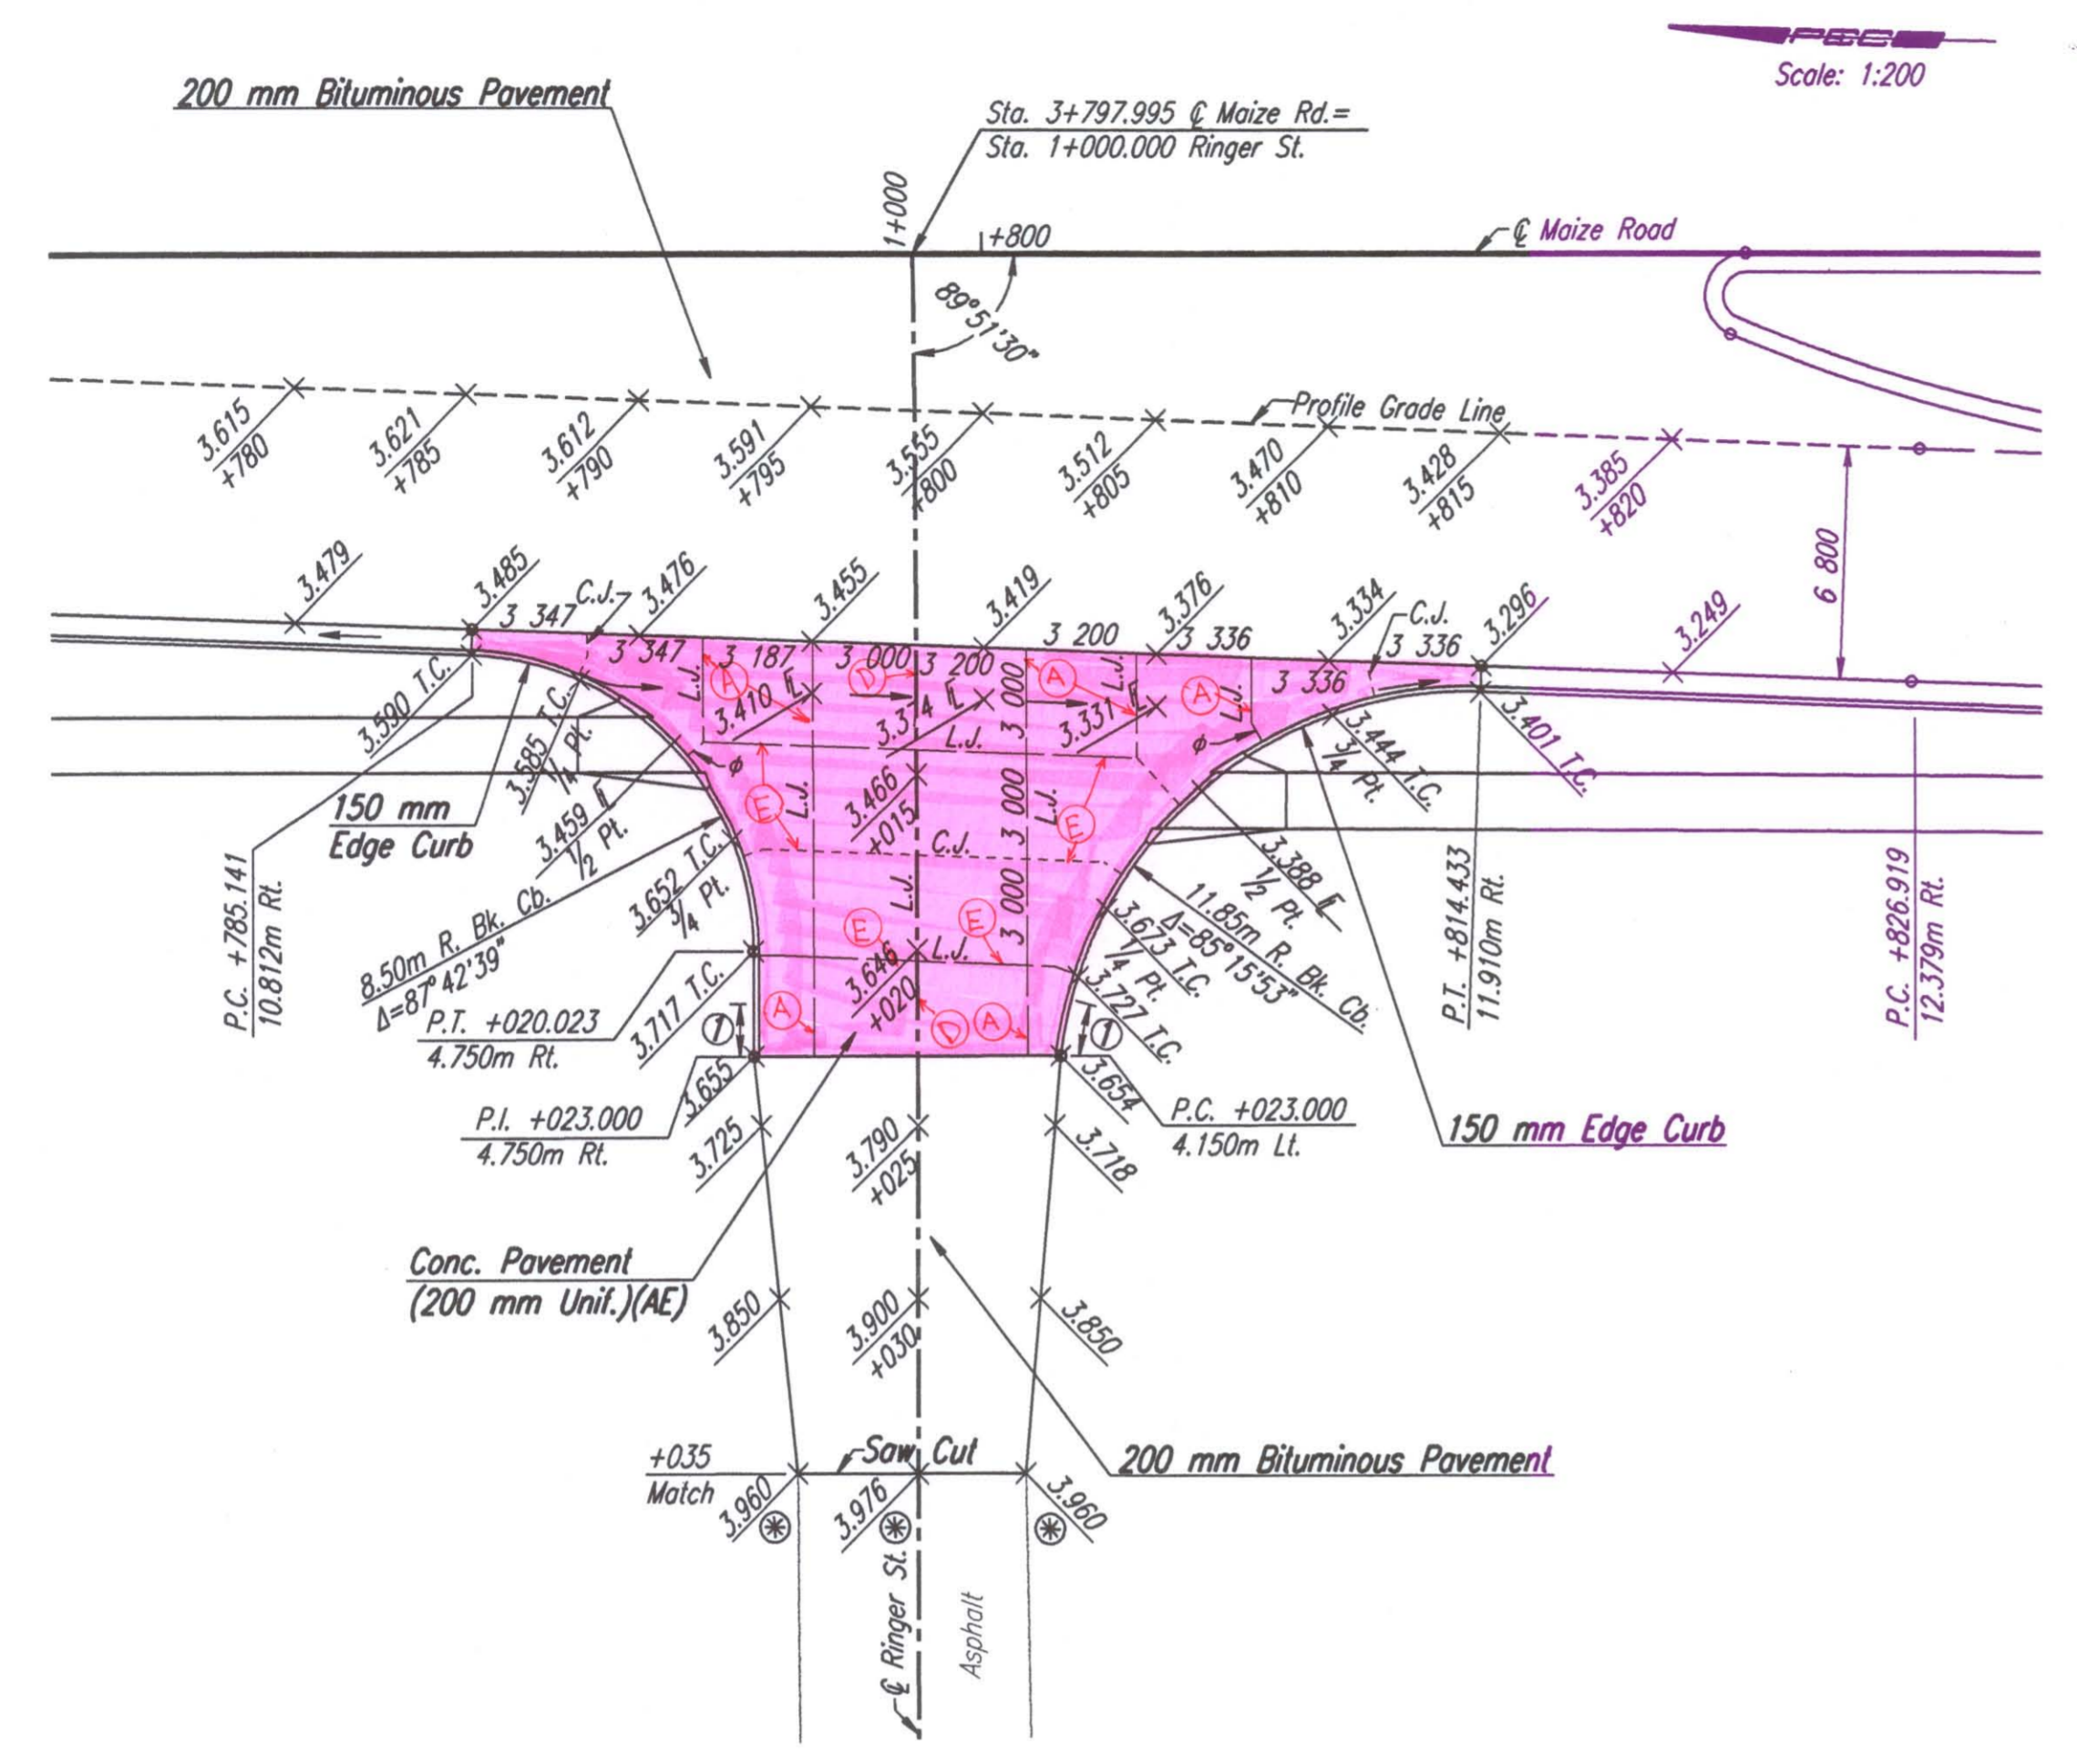 PEC
Scale: 1:200
200 mm Bituminous Pavement
Sta. 3+797.995 ℄ Maize Rd.=
Sta. 1+000.000 Ringer St.
1+000
+800
℄ Maize Road
89°51'30"
Profile Grade Line
3.615
+780
3.621
+785
3.612
+790
3.591
+795
3.555
+800
3.512
+805
3.470
+810
3.428
+815
3.385
+820
6 800
3.479
3.485
3.476
3.455
3.419
3.376
3.334
3.296
3.249
C.J.
C.J.
3 347
3 347
3 187
3 000
3 200
3 200
3 336
3 336
3 336
L.J.
L.J.
L.J.
A
D
A
A
3.410 ℄
3.374 ℄
3.331 ℄
3 000
L.J.
ø
ø
3.590 T.C.
3.585 T.C.
1/4 Pt.
3.459 ℄
1/2 Pt.
3.652 T.C.
3/4 Pt.
3.717 T.C.
150 mm
Edge Curb
E
L.J.
3.466
+015
3 000
L.J.
E
C.J.
3.401 T.C.
3.444 T.C.
3/4 Pt.
3.388 ℄
1/2 Pt.
3.673 T.C.
1/4 Pt.
3.727 T.C.
P.C. +785.141
10.812m Rt.
8.50m R. Bk. Cb.
Δ=87°42'39"
11.85m R. Bk. Cb.
Δ=85°15'53"
P.T. +814.433
11.910m Rt.
P.C. +826.919
12.379m Rt.
L.J.
3 000
E
E
L.J.
3.646
+020
A
D
A
P.T. +020.023
4.750m Rt.
1
1
3.655
3.654
P.I. +023.000
4.750m Rt.
P.C. +023.000
4.150m Lt.
150 mm Edge Curb
3.725
3.790
+025
3.718
Conc. Pavement
(200 mm Unif.)(AE)
3.850
3.900
+030
3.850
+035
Match
Saw Cut
200 mm Bituminous Pavement
3.960
3.976
3.960
℄ Ringer St.
Asphalt